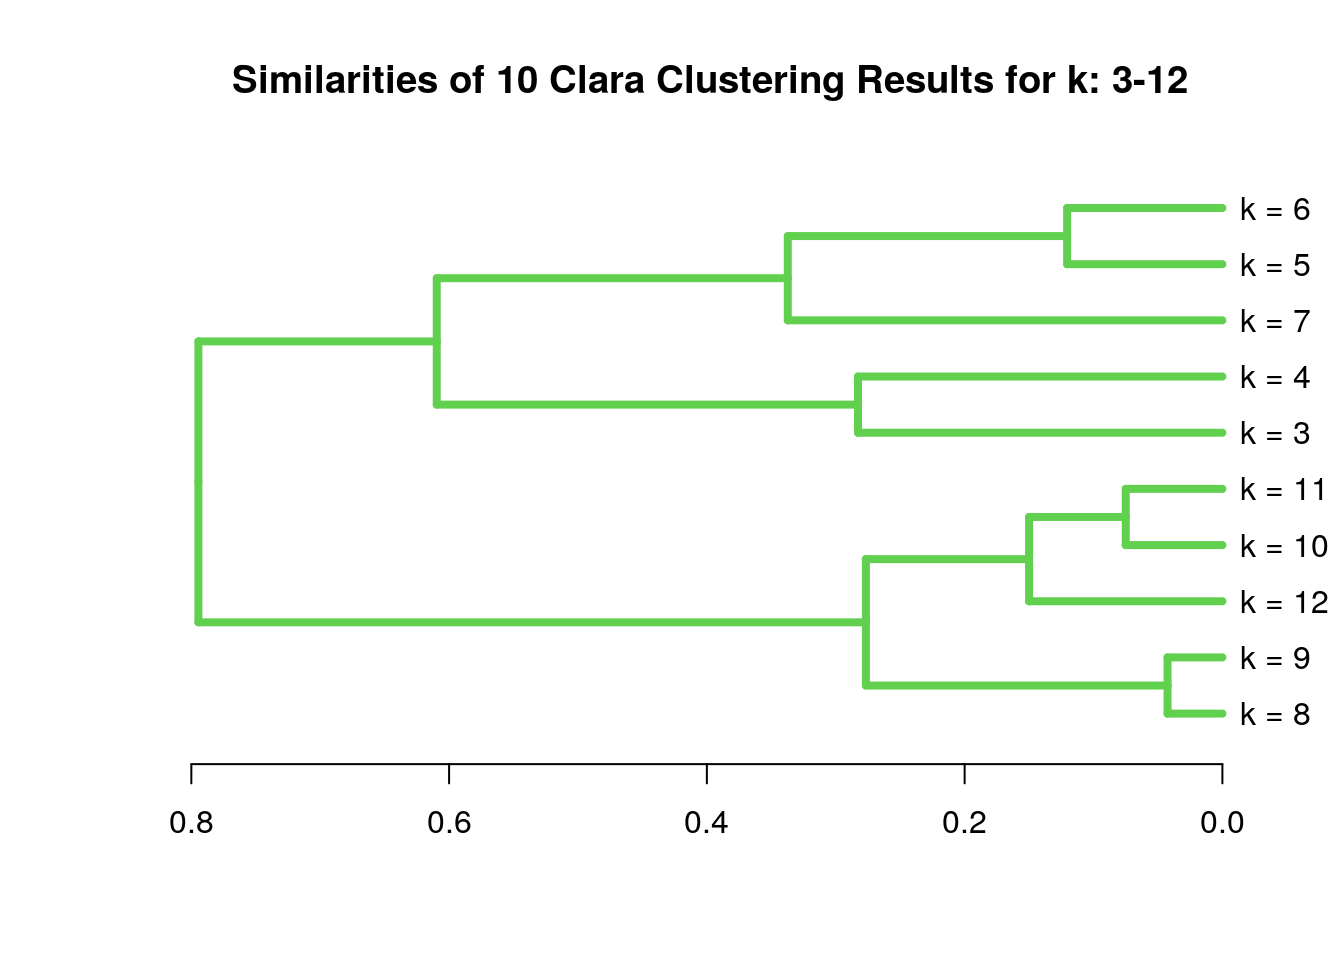 Similarities of 10 Clara Clustering Results for k: 3-12
k = 6
k = 5
k = 7
k = 4
k = 3
k = 11
k = 10
k = 12
k = 9
k = 8
0.8 0.6 0.4 0.2 0.0